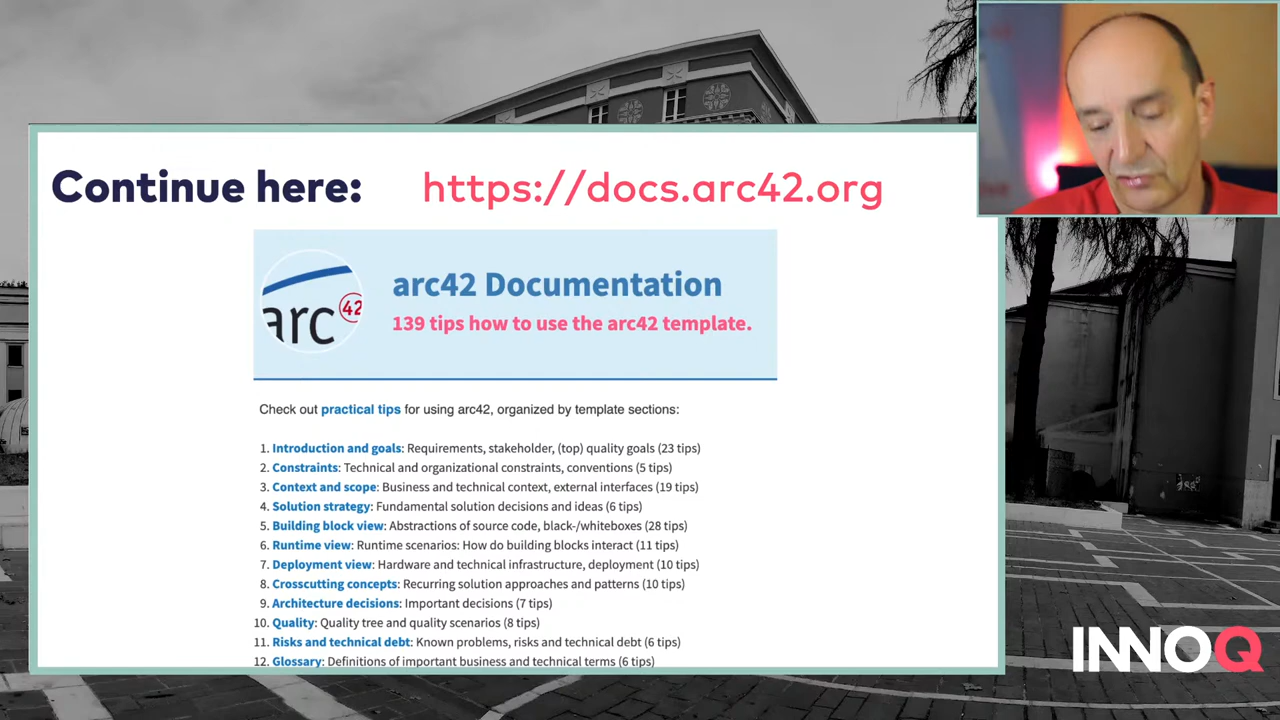 Continue here:
https://docs.arc42.org
arc42
arc42 Documentation
139 tips how to use the arc42 template.
Check out practical tips for using arc42, organized by template sections:
1. Introduction and goals: Requirements, stakeholder, (top) quality goals (23 tips)
2. Constraints: Technical and organizational constraints, conventions (5 tips)
3. Context and scope: Business and technical context, external interfaces (19 tips)
4. Solution strategy: Fundamental solution decisions and ideas (6 tips)
5. Building block view: Abstractions of source code, black-/whiteboxes (28 tips)
6. Runtime view: Runtime scenarios: How do building blocks interact (11 tips)
7. Deployment view: Hardware and technical infrastructure, deployment (10 tips)
8. Crosscutting concepts: Recurring solution approaches and patterns (10 tips)
9. Architecture decisions: Important decisions (7 tips)
10. Quality: Quality tree and quality scenarios (8 tips)
11. Risks and technical debt: Known problems, risks and technical debt (6 tips)
12. Glossary: Definitions of important business and technical terms (6 tips)
INNOQ